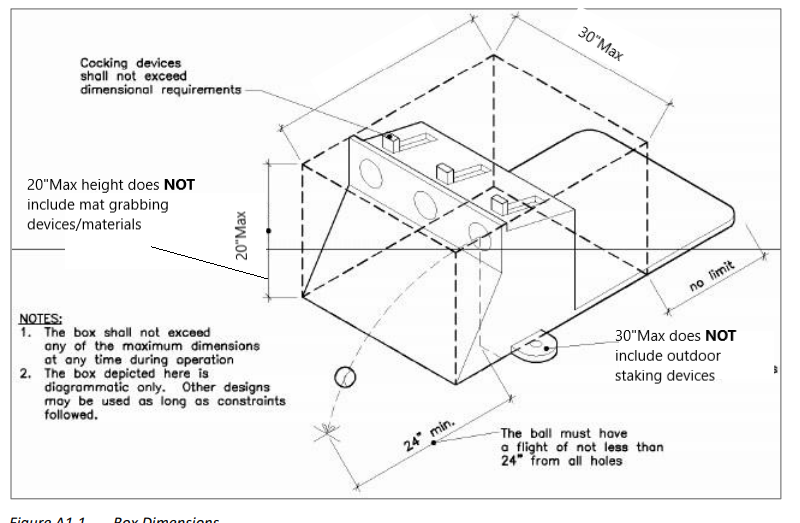 30"Max
Cocking devices
shall not exceed
dimensional requirements
20"Max height does NOT
include mat grabbing
devices/materials
20"Max
no limit
NOTES:
1. The box shall not exceed
any of the maximum dimensions
at any time during operation
2. The box depicted here is
diagrammatic only. Other designs
may be used as long as constraints
followed.
30"Max does NOT
include outdoor
staking devices
24" min.
The ball must have
a flight of not less than
24" from all holes
Figure A1.1 Box Dimensions